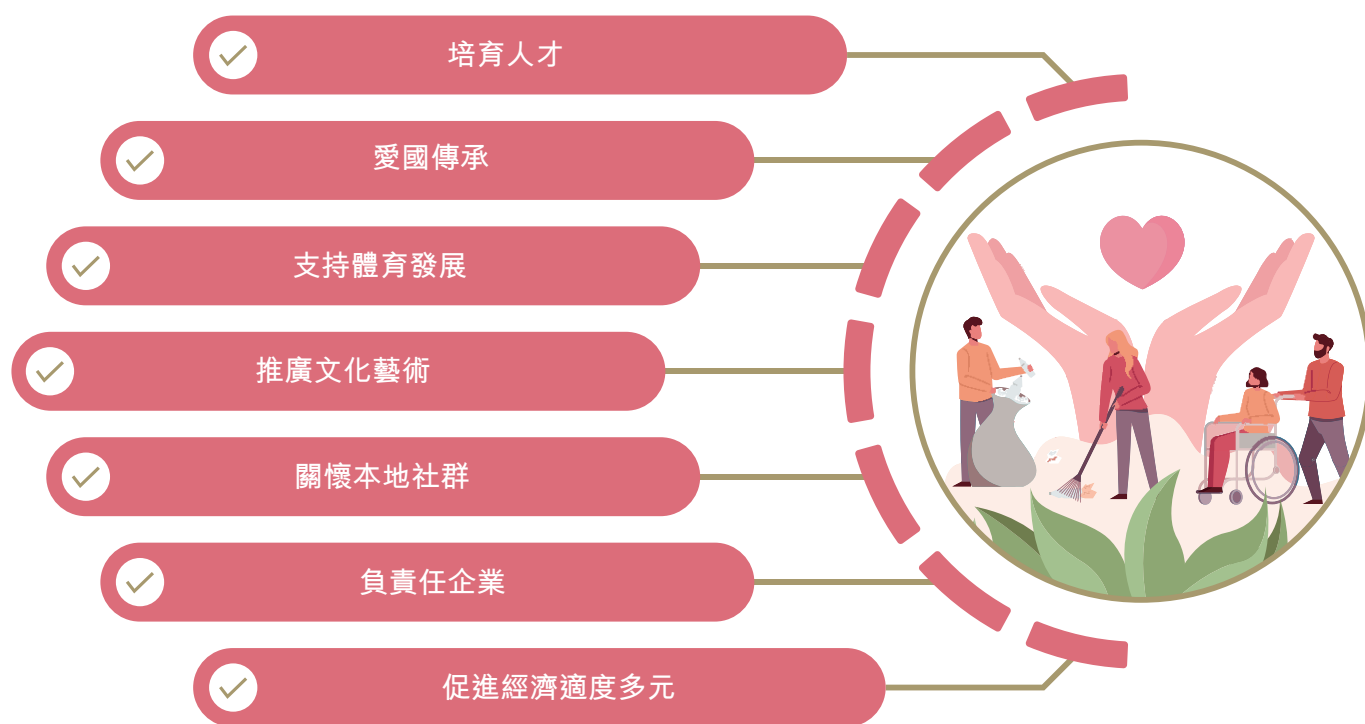 培育人才
愛國傳承
支持體育發展
推廣文化藝術
關懷本地社群
負責任企業
促進經濟適度多元